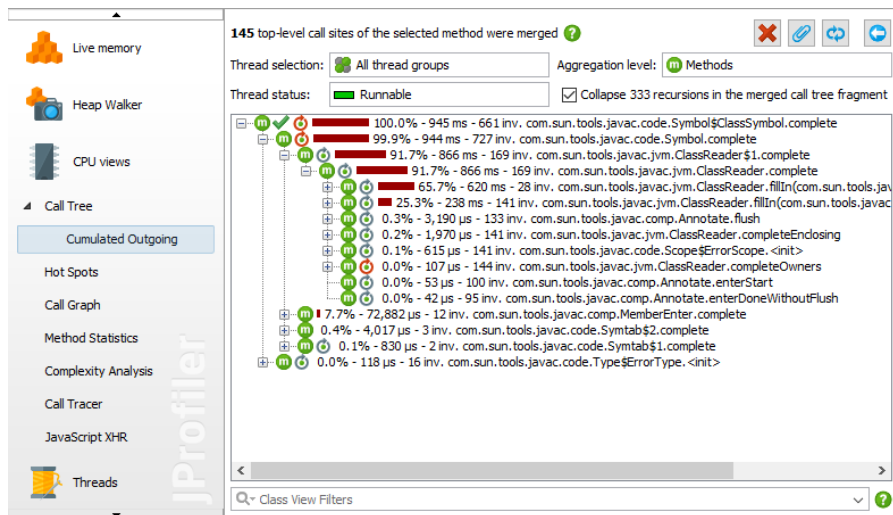 Live memory
Heap Walker
CPU views
Call Tree
Cumulated Outgoing
Hot Spots
Call Graph
Method Statistics
Complexity Analysis
Call Tracer
JavaScript XHR
Threads
JProfiler
145 top-level call sites of the selected method were merged
Thread selection: All thread groups Aggregation level: Methods
Thread status: Runnable Collapse 333 recursions in the merged call tree fragment
100.0% - 945 ms - 661 inv. com.sun.tools.javac.code.Symbol$ClassSymbol.complete
99.9% - 944 ms - 727 inv. com.sun.tools.javac.code.Symbol.complete
91.7% - 866 ms - 169 inv. com.sun.tools.javac.jvm.ClassReader$1.complete
91.7% - 866 ms - 169 inv. com.sun.tools.javac.jvm.ClassReader.complete
65.7% - 620 ms - 28 inv. com.sun.tools.javac.jvm.ClassReader.fillIn(com.sun.tools.jav
25.3% - 238 ms - 141 inv. com.sun.tools.javac.jvm.ClassReader.fillIn(com.sun.tools.javac
0.3% - 3,190 µs - 133 inv. com.sun.tools.javac.comp.Annotate.flush
0.2% - 1,970 µs - 141 inv. com.sun.tools.javac.jvm.ClassReader.completeEnclosing
0.1% - 615 µs - 141 inv. com.sun.tools.javac.code.Scope$ErrorScope.<init>
0.0% - 107 µs - 144 inv. com.sun.tools.javac.jvm.ClassReader.completeOwners
0.0% - 53 µs - 100 inv. com.sun.tools.javac.comp.Annotate.enterStart
0.0% - 42 µs - 95 inv. com.sun.tools.javac.comp.Annotate.enterDoneWithoutFlush
7.7% - 72,882 µs - 12 inv. com.sun.tools.javac.comp.MemberEnter.complete
0.4% - 4,017 µs - 3 inv. com.sun.tools.javac.code.Symtab$2.complete
0.1% - 830 µs - 2 inv. com.sun.tools.javac.code.Symtab$1.complete
0.0% - 118 µs - 16 inv. com.sun.tools.javac.code.Type$ErrorType.<init>
Class View Filters